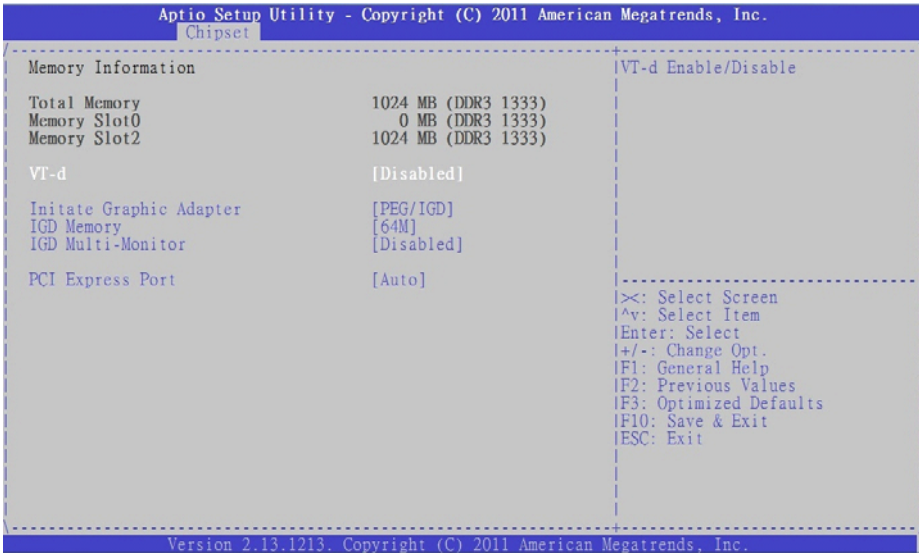 Aptio Setup Utility - Copyright (C) 2011 American Megatrends, Inc.
Chipset
Memory Information
Total Memory 1024 MB (DDR3 1333)
Memory Slot0 0 MB (DDR3 1333)
Memory Slot2 1024 MB (DDR3 1333)
VT-d [Disabled]
Initate Graphic Adapter [PEG/IGD]
IGD Memory [64M]
IGD Multi-Monitor [Disabled]
PCI Express Port [Auto]
VT-d Enable/Disable
><: Select Screen
^v: Select Item
Enter: Select
+/-: Change Opt.
F1: General Help
F2: Previous Values
F3: Optimized Defaults
F10: Save & Exit
ESC: Exit
Version 2.13.1213. Copyright (C) 2011 American Megatrends, Inc.